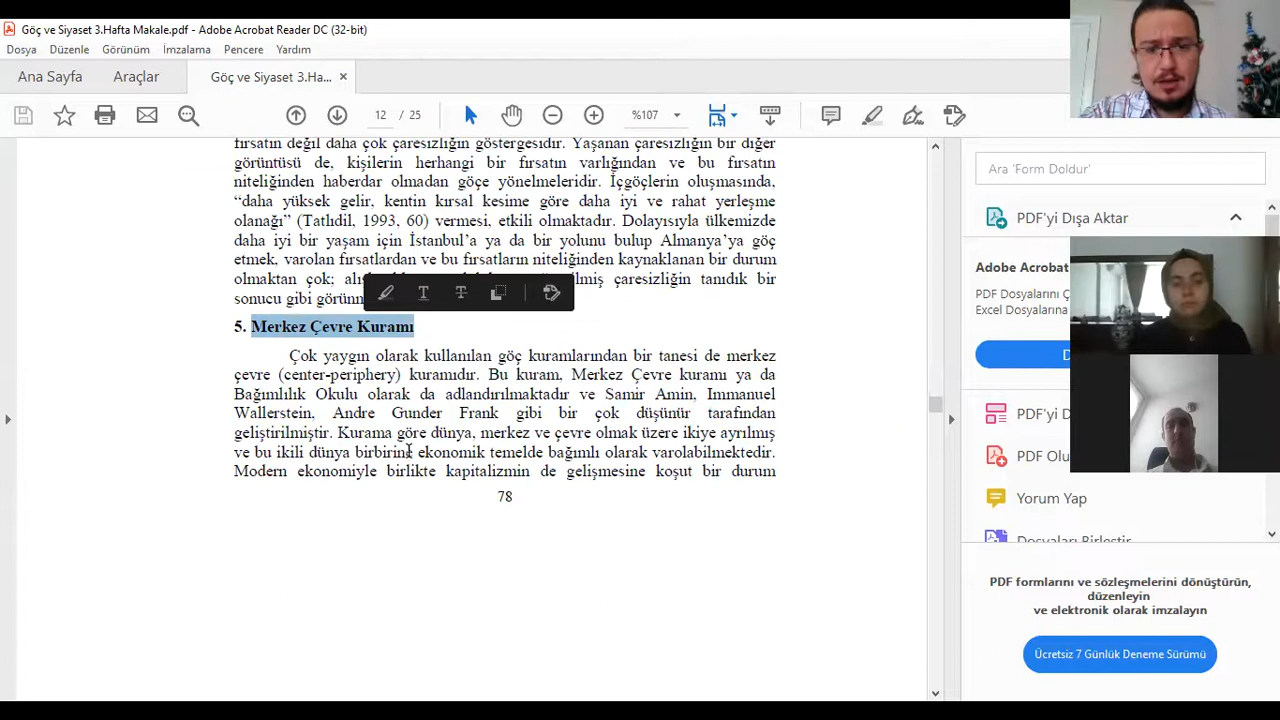 Göç ve Siyaset 3.Hafta Makale.pdf - Adobe Acrobat Reader DC (32-bit)
Dosya Düzenle Görünüm İmzalama Pencere Yardım
Ana Sayfa Araçlar Göç ve Siyaset 3.Ha...
12 / 25 %107
fırsatın değil daha çok çaresizliğin göstergesidir. Yaşanan çaresizliğin bir diğer
görüntüsü de, kişilerin herhangi bir fırsatın varlığından ve bu fırsatın
niteliğinden haberdar olmadan göçe yönelmeleridir. İçgöçlerin oluşmasında,
“daha yüksek gelir, kentin kırsal kesime göre daha iyi ve rahat yerleşme
olanağı” (Tatlıdil, 1993, 60) vermesi, etkili olmaktadır. Dolayısıyla ülkemizde
daha iyi bir yaşam için İstanbul’a ya da bir yolunu bulup Almanya’ya göç
etmek, varolan fırsatlardan ve bu fırsatların niteliğinden kaynaklanan bir durum
olmaktan çok; çaresizliğin tanıdık bir
sonucu gibi
5. Merkez Çevre Kuramı
Çok yaygın olarak kullanılan göç kuramlarından bir tanesi de merkez
çevre (center-periphery) kuramıdır. Bu kuram, Merkez Çevre kuramı ya da
Bağımlılık Okulu olarak da adlandırılmaktadır ve Samir Amin, Immanuel
Wallerstein, Andre Gunder Frank gibi bir çok düşünür tarafından
geliştirilmiştir. Kurama göre dünya, merkez ve çevre olmak üzere ikiye ayrılmış
ve bu ikili dünya birbirine ekonomik temelde bağımlı olarak varolabilmektedir.
Modern ekonomiyle birlikte kapitalizmin de gelişmesine koşut bir durum
78
Ara 'Form Doldur'
PDF'yi Dışa Aktar
Adobe Acrobat
PDF Dosyalarını
Excel Dosyalarına
PDF'yi
PDF
Yorum Yap
Dosyaları Birleştir
PDF formlarını ve sözleşmelerini dönüştürün,
düzenleyin
ve elektronik olarak imzalayın
Ücretsiz 7 Günlük Deneme Sürümü